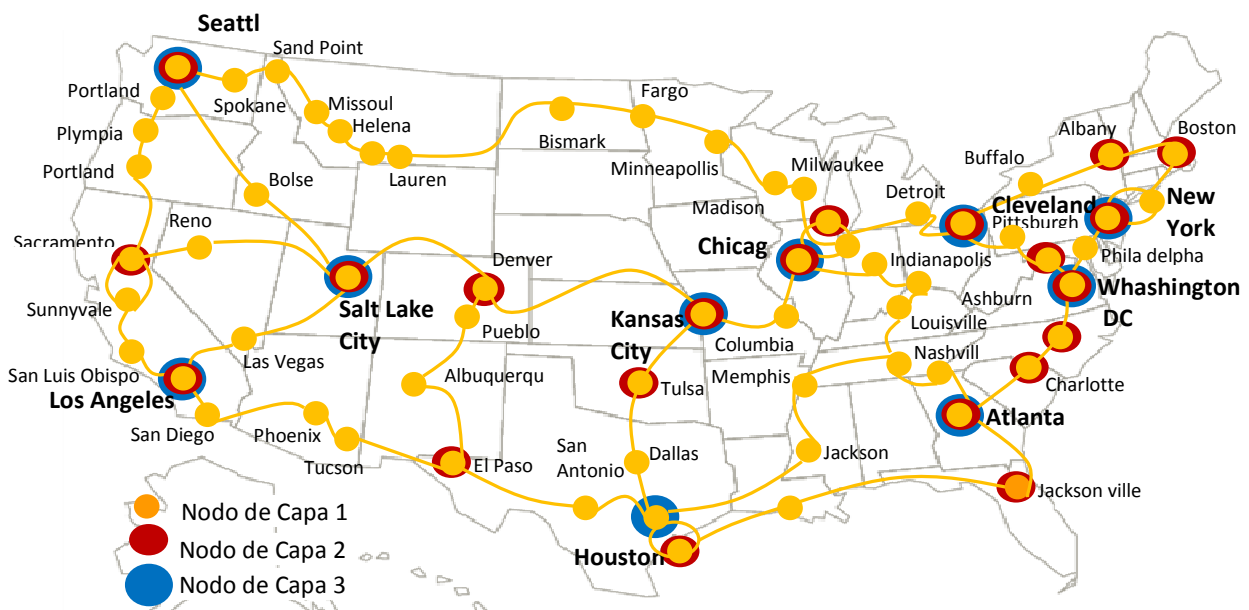 Seattl
Sand Point
Portland
Spokane
Missoul
Helena
Plympia
Portland
Lauren
Bismark
Fargo
Minneapollis
Milwaukee
Madison
Detroit
Buffalo
Albany
Boston
Cleveland
Pittsburgh
New
York
Phila delpha
Bolse
Reno
Sacramento
Chicag
Indianapolis
Denver
Ashburn
Whashington
DC
Sunnyvale
Salt Lake
City
Pueblo
Kansas
City
Columbia
Louisville
Las Vegas
Nashvill
San Luis Obispo
Los Angeles
Albuquerqu
Tulsa
Memphis
Charlotte
San Diego
Phoenix
Tucson
Atlanta
San
Antonio
Dallas
Jackson
El Paso
Jackson ville
Houston
Nodo de Capa 1
Nodo de Capa 2
Nodo de Capa 3